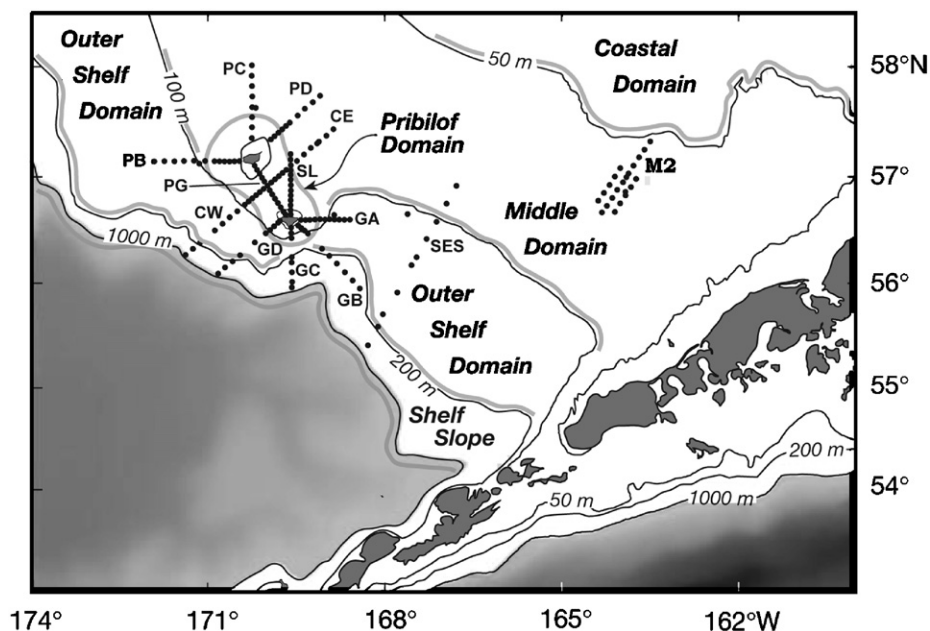 Outer
Shelf
Domain
100 m
50 m
Coastal
Domain
58°N
PC
PD
CE
Pribilof
Domain
PB
PG
SL
M2
57°
CW
GA
Middle
Domain
1000 m
GD
SES
GC
GB
56°
Outer
Shelf
Domain
200 m
55°
Shelf
Slope
200 m
50 m
1000 m
54°
174°
171°
168°
165°
162°W